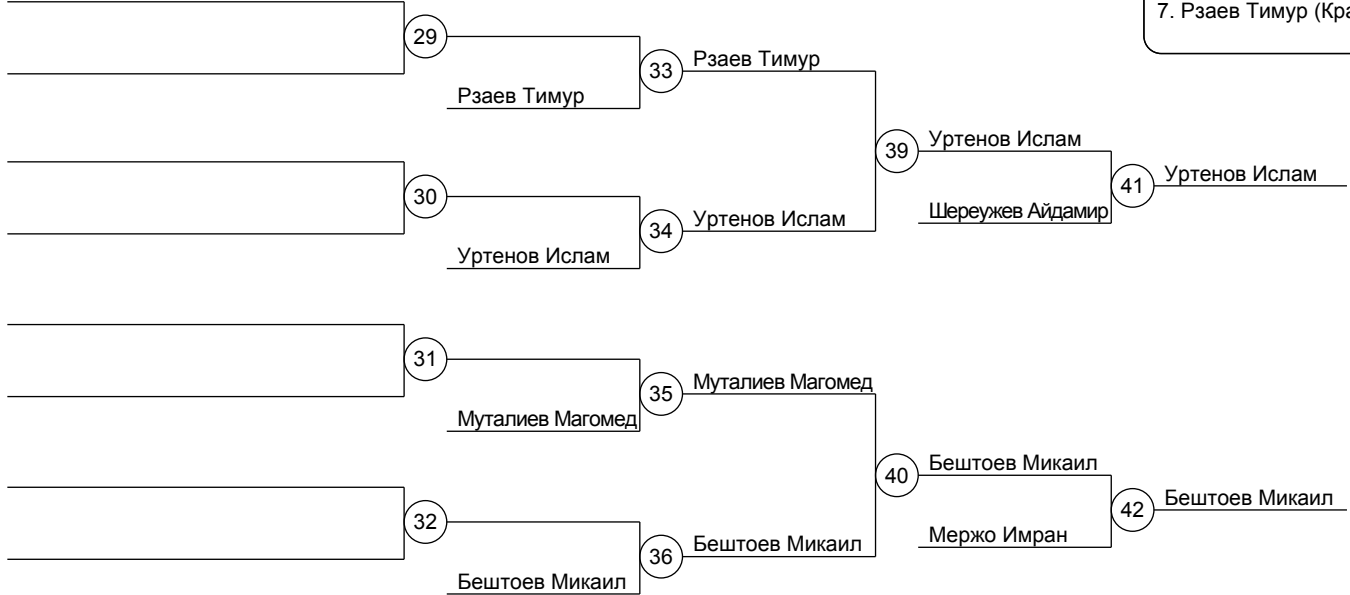 7. Рзаев Тимур (Кра
29
33
Рзаев Тимур
Рзаев Тимур
39
Уртенов Ислам
41
Уртенов Ислам
30
34
Уртенов Ислам
Шереужев Айдамир
Уртенов Ислам
31
35
Муталиев Магомед
Муталиев Магомед
40
Бештоев Микаил
42
Бештоев Микаил
32
36
Бештоев Микаил
Мержо Имран
Бештоев Микаил